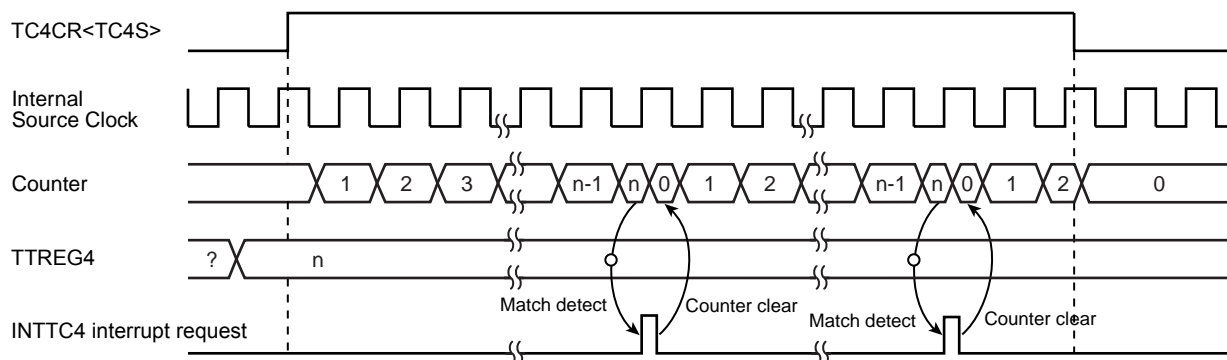 TC4CR<TC4S>
Internal
Source Clock
Counter
1 2 3 n-1 n 0 1 2 n-1 n 0 1 2 0
TTREG4
? n
Match detect Counter clear Match detect Counter clear
INTTC4 interrupt request